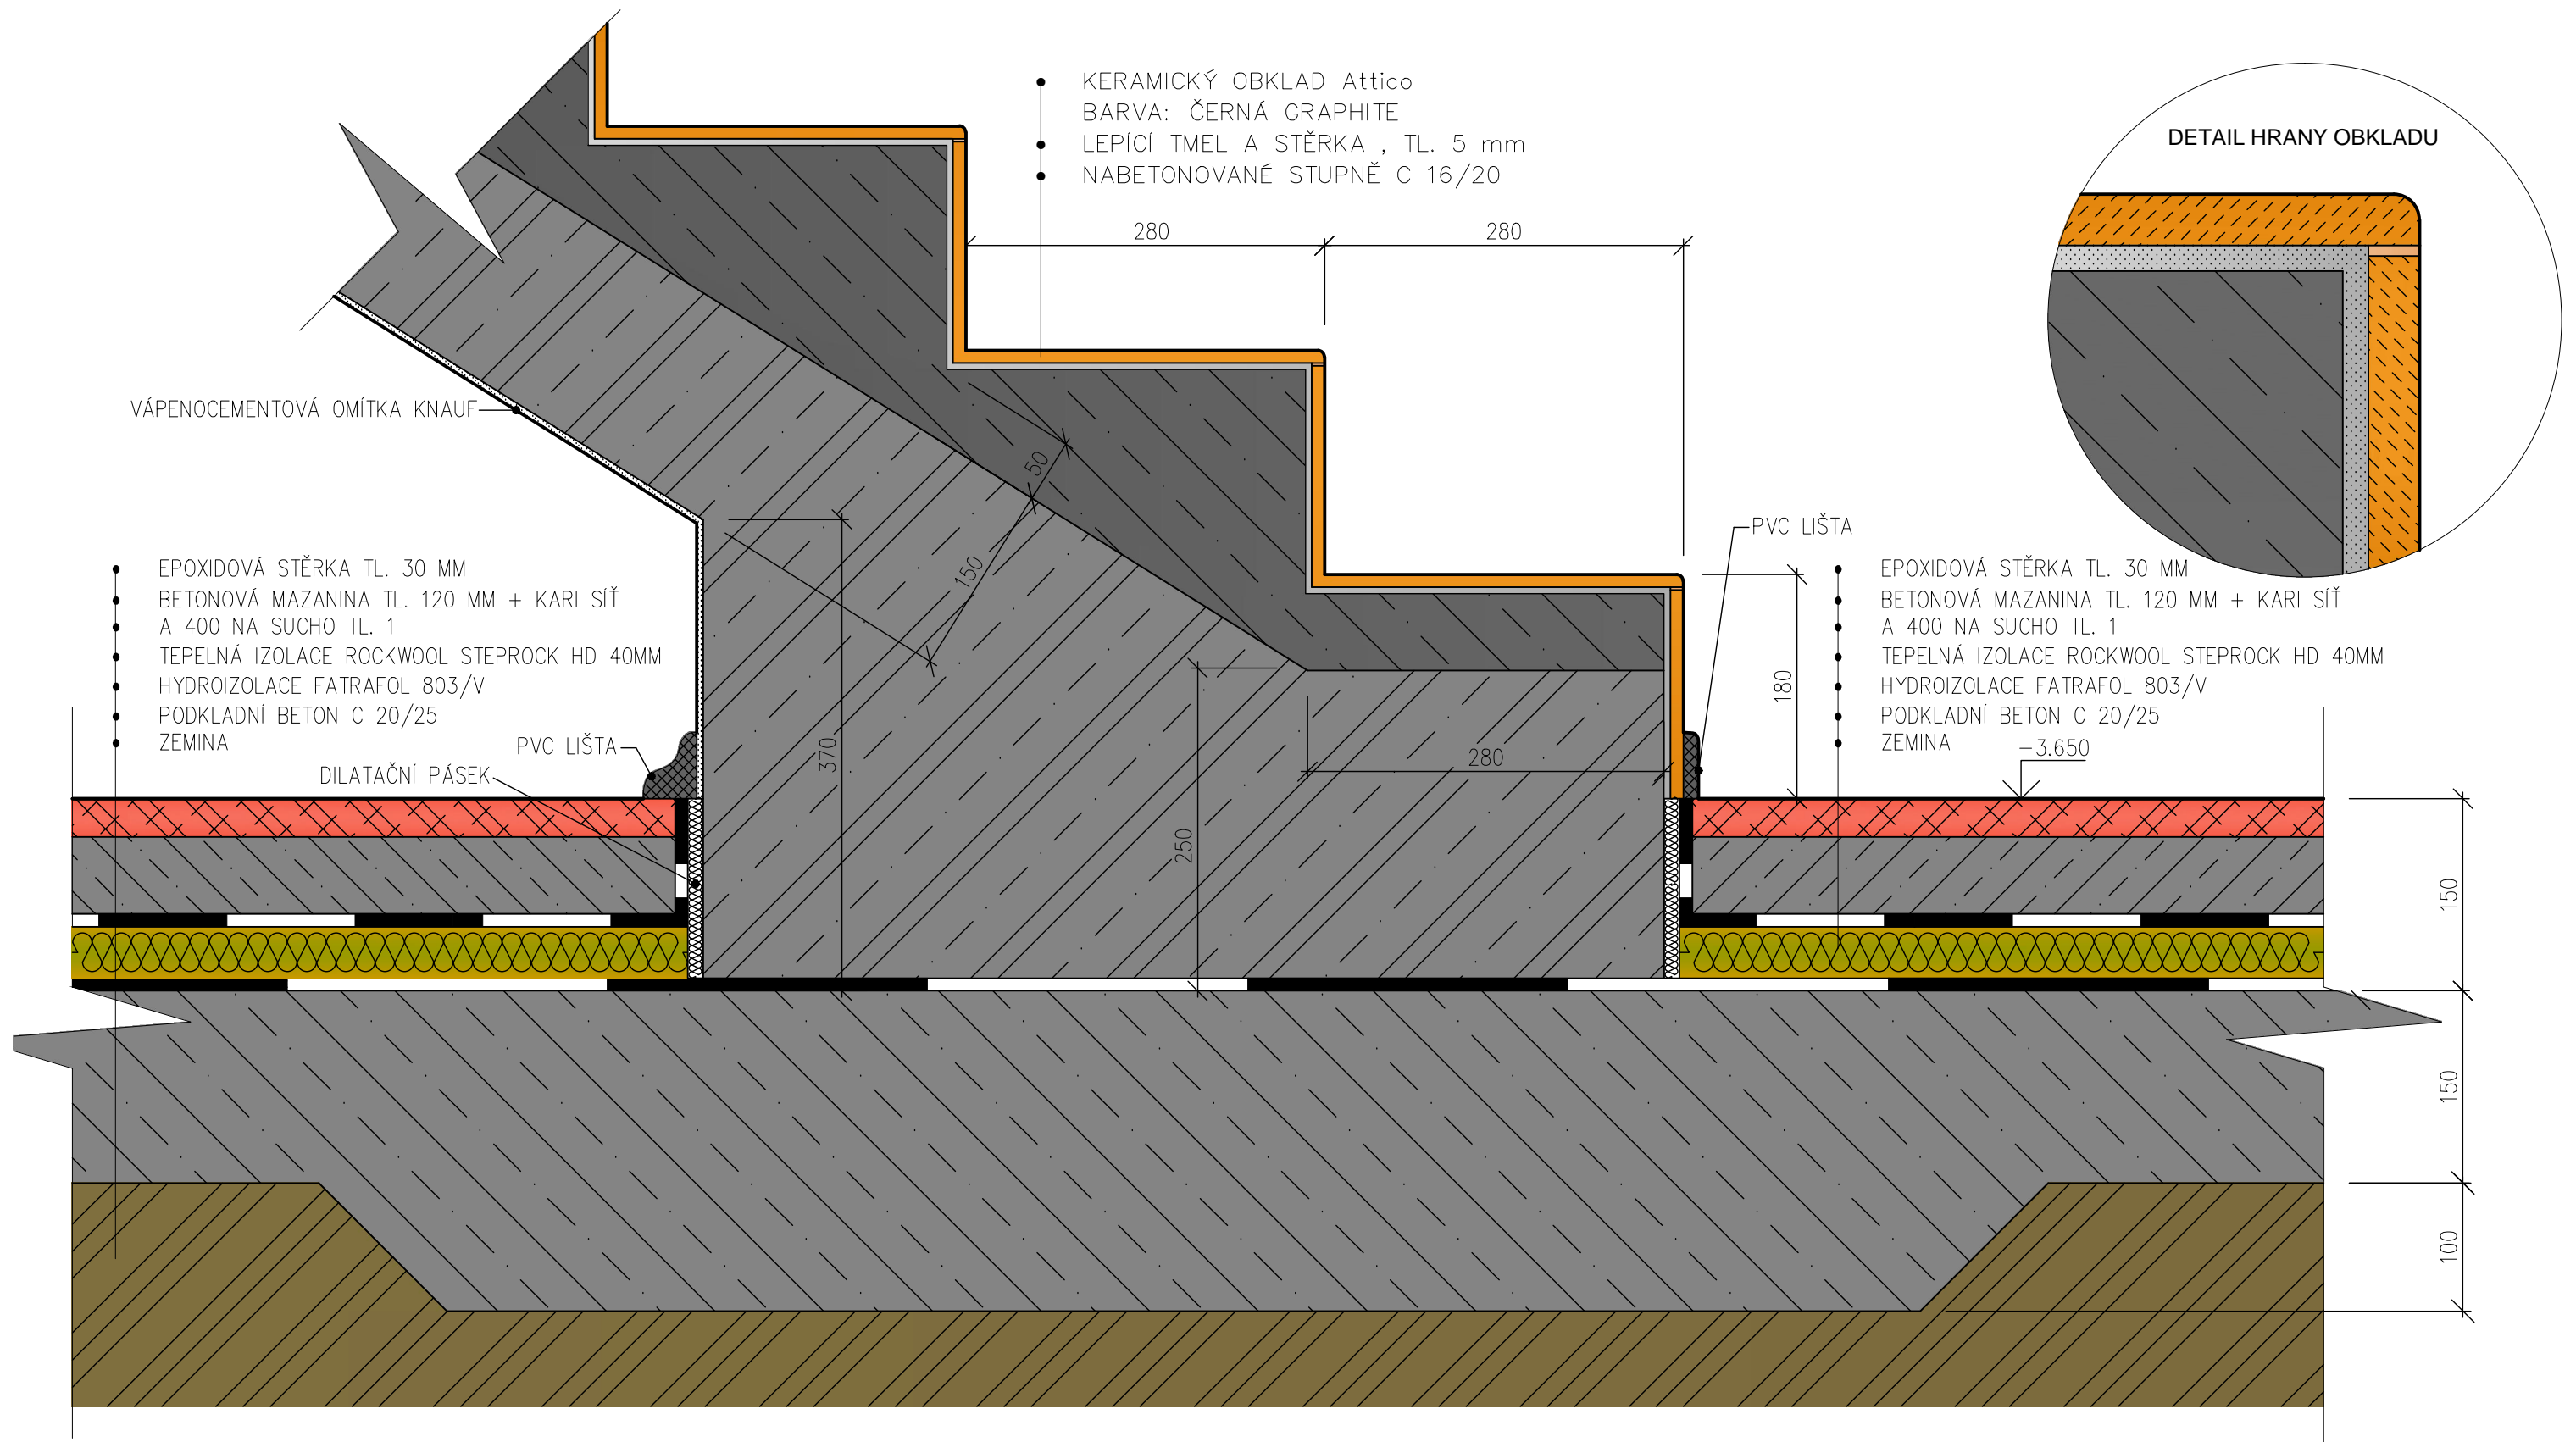 KERAMICKÝ OBKLAD Attico
BARVA: ČERNÁ GRAPHITE
LEPÍCÍ TMEL A STĚRKA , TL. 5 mm
NABETONOVANÉ STUPNĚ C 16/20
DETAIL HRANY OBKLADU
280
280
VÁPENOCEMENTOVÁ OMÍTKA KNAUF
50
150
PVC LIŠTA
EPOXIDOVÁ STĚRKA TL. 30 MM
BETONOVÁ MAZANINA TL. 120 MM + KARI SÍŤ
A 400 NA SUCHO TL. 1
TEPELNÁ IZOLACE ROCKWOOL STEPROCK HD 40MM
HYDROIZOLACE FATRAFOL 803/V
PODKLADNÍ BETON C 20/25
ZEMINA
PVC LIŠTA
DILATAČNÍ PÁSEK
370
250
280
180
EPOXIDOVÁ STĚRKA TL. 30 MM
BETONOVÁ MAZANINA TL. 120 MM + KARI SÍŤ
A 400 NA SUCHO TL. 1
TEPELNÁ IZOLACE ROCKWOOL STEPROCK HD 40MM
HYDROIZOLACE FATRAFOL 803/V
PODKLADNÍ BETON C 20/25
ZEMINA
-3.650
150
150
100